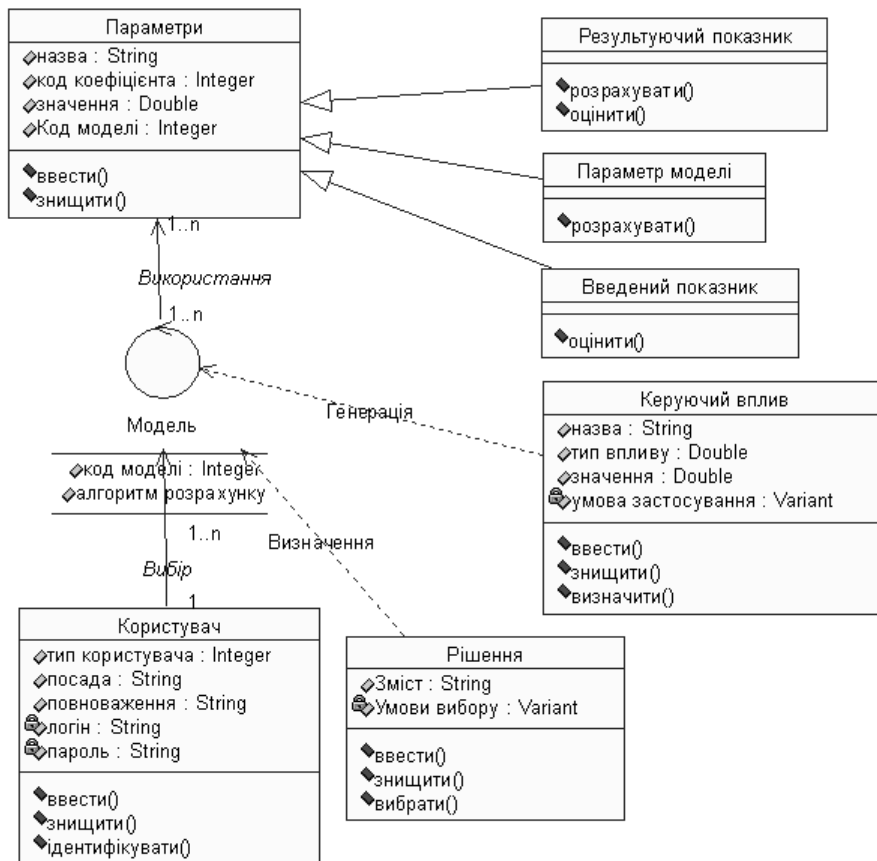 Параметри
назва : String
код коефіцієнта : Integer
значення : Double
Код моделі : Integer
ввести()
знищити()
Результуючий показник
розрахувати()
оцінити()
Параметр моделі
розрахувати()
Введений показник
оцінити()
1..n
Використання
1..n
Модель
код моделі : Integer
алгоритм розрахунку
Генерація
Керуючий вплив
назва : String
тип впливу : Double
значення : Double
умова застосування : Variant
ввести()
знищити()
визначити()
1..n
Вибір
1
Визначення
Користувач
тип користувача : Integer
посада : String
повноваження : String
логін : String
пароль : String
ввести()
знищити()
ідентифікувати()
Рішення
Зміст : String
Умови вибору : Variant
ввести()
знищити()
вибрати()